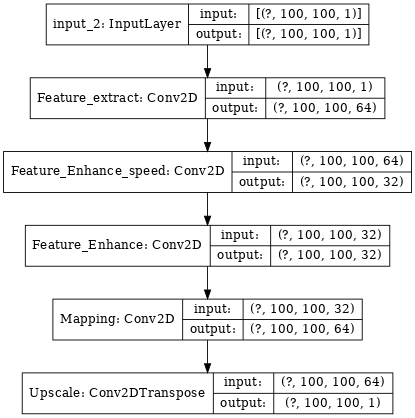 input_2: InputLayer
input: [(?, 100, 100, 1)]
output: [(?, 100, 100, 1)]
Feature_extract: Conv2D
input: (?, 100, 100, 1)
output: (?, 100, 100, 64)
Feature_Enhance_speed: Conv2D
input: (?, 100, 100, 64)
output: (?, 100, 100, 32)
Feature_Enhance: Conv2D
input: (?, 100, 100, 32)
output: (?, 100, 100, 32)
Mapping: Conv2D
input: (?, 100, 100, 32)
output: (?, 100, 100, 64)
Upscale: Conv2DTranspose
input: (?, 100, 100, 64)
output: (?, 100, 100, 1)